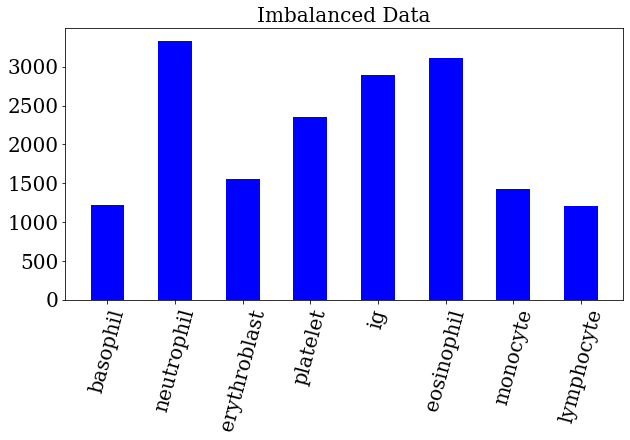 Imbalanced Data
3000
2500
2000
1500
1000
500
0
basophil
neutrophil
erythroblast
platelet
ig
eosinophil
monocyte
lymphocyte